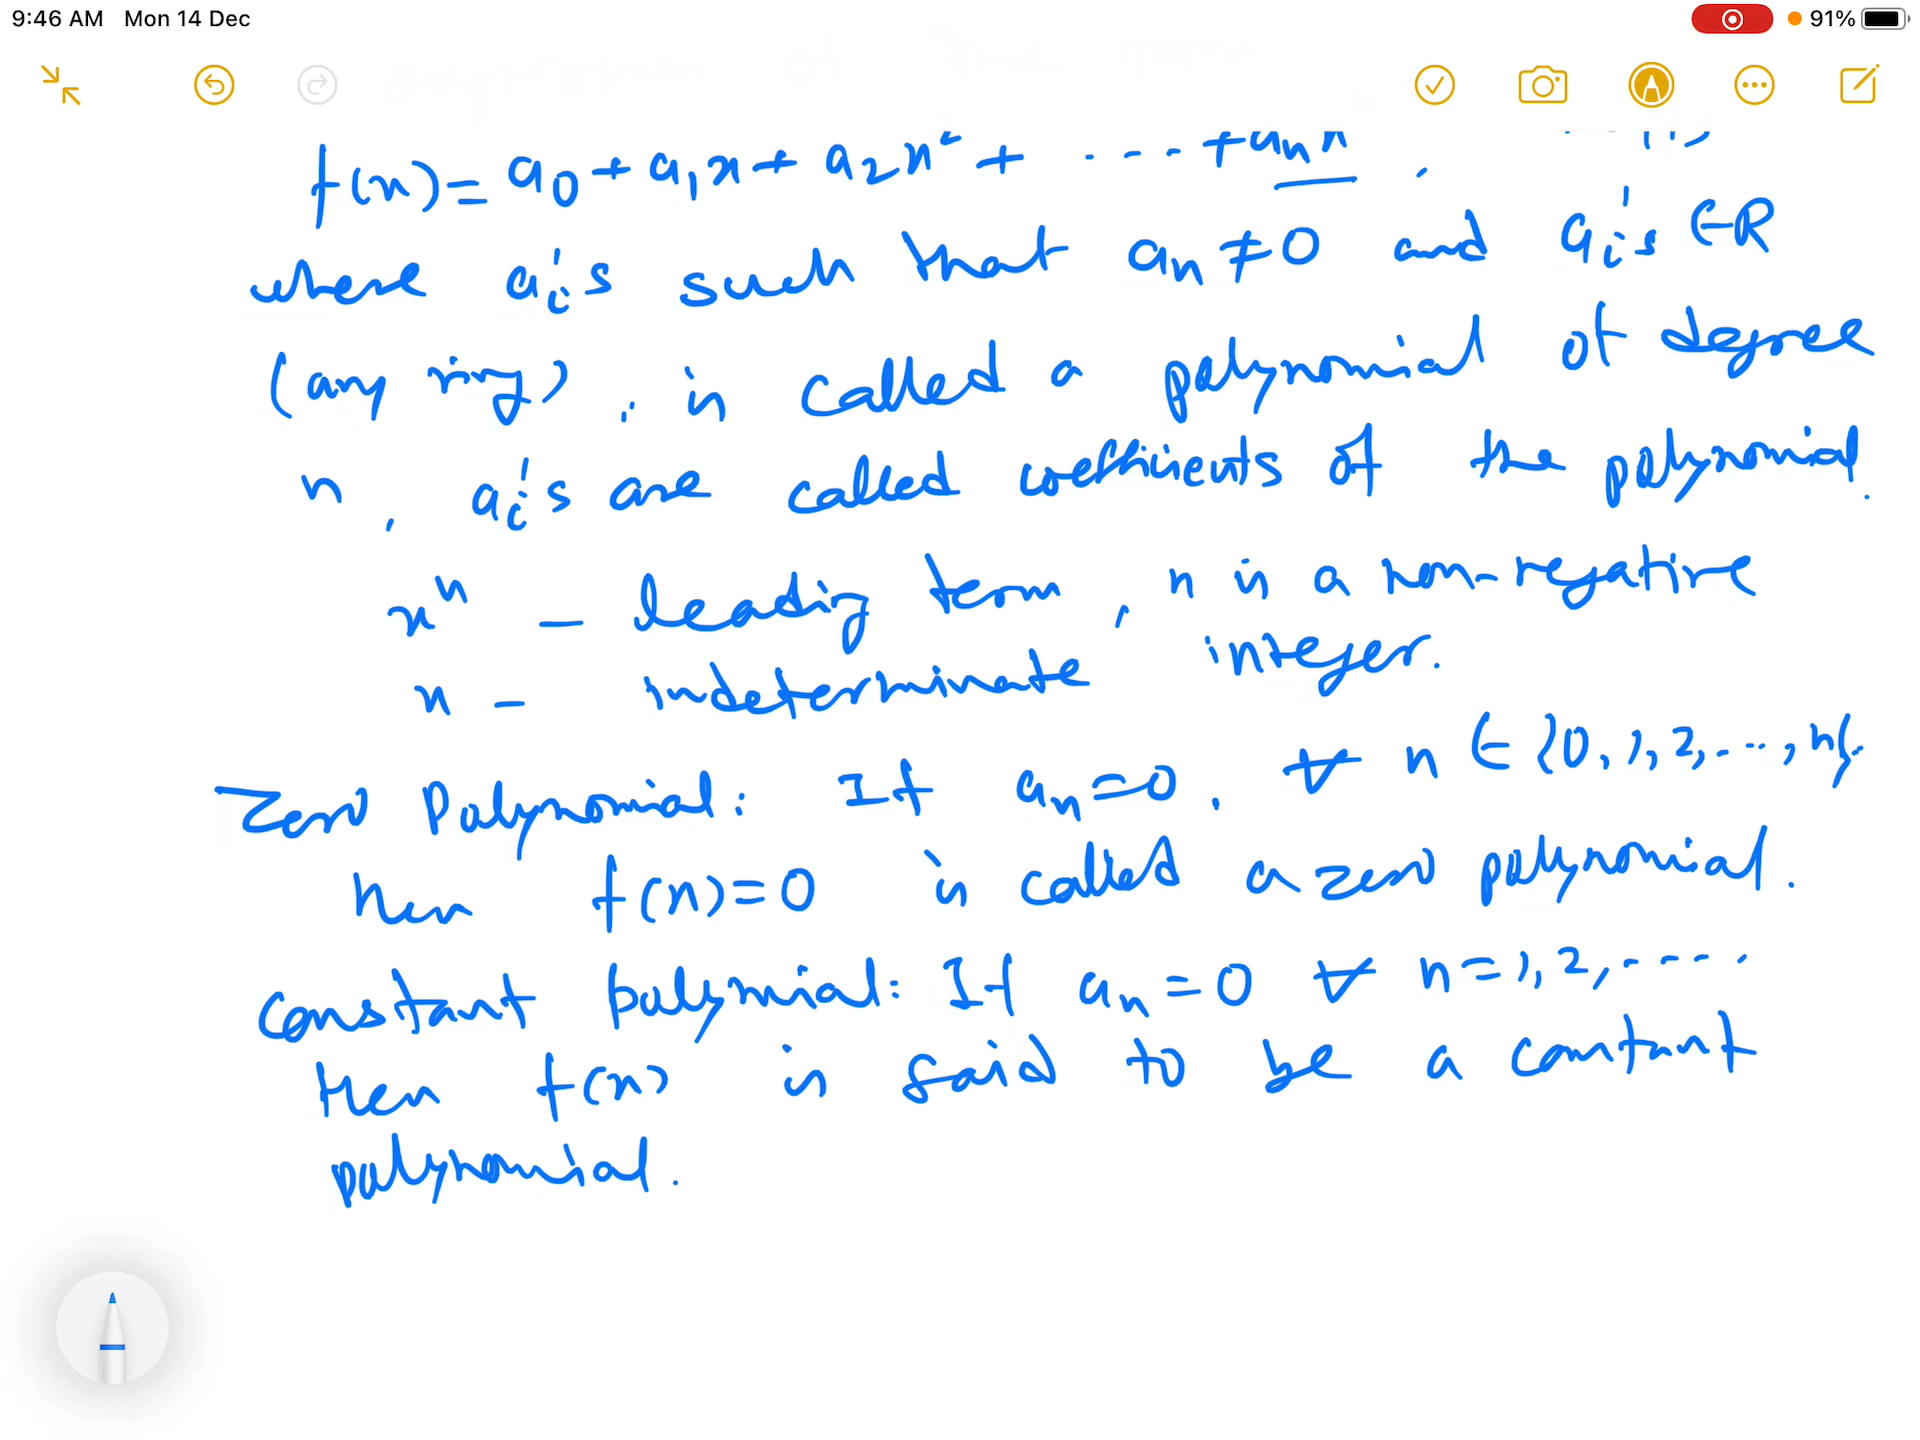 9:46 AM Mon 14 Dec 91%
f(x) = a₀ + a₁x + a₂x² + ---- + aₙx
where aᵢ's such that aₙ ≠ 0 and aᵢ's ∈ R
(any ring), is called a polynomial of degree
n, aᵢ's are called coefficients of the polynomial.
xⁿ – leading term, n is a non-negative
integer.
x – indeterminate
Zero Polynomial: If aₙ = 0, ∀ n ∈ {0, 1, 2, ---, n}.
then f(x) = 0 is called a zero polynomial.
Constant polymial: If aₙ = 0 ∀ n = 1, 2, -----
then f(x) is said to be a constant
polynomial.